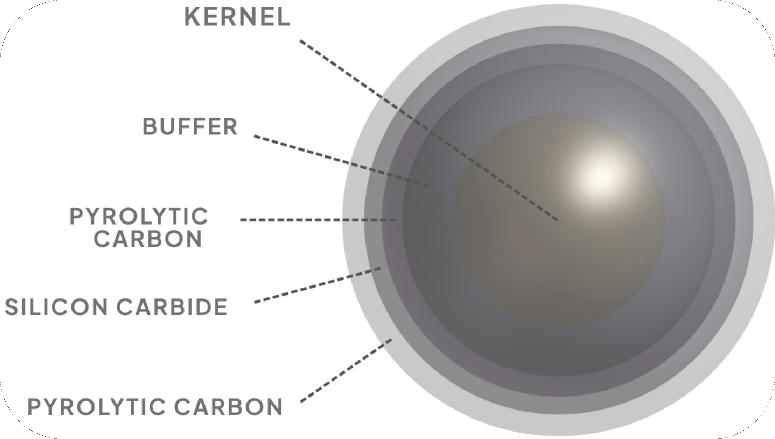 KERNEL
BUFFER
PYROLYTIC
CARBON
SILICON CARBIDE
PYROLYTIC CARBON